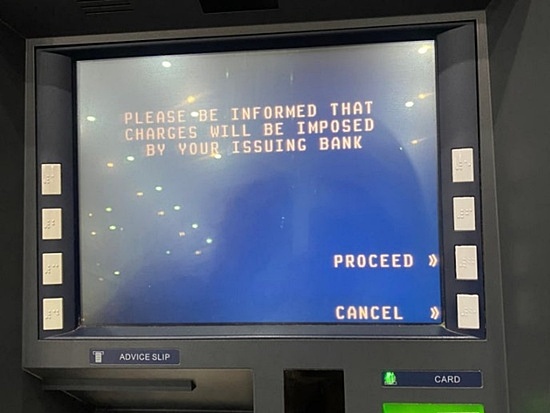 PLEASE BE INFORMED THAT
CHARGES WILL BE IMPOSED
BY YOUR ISSUING BANK
PROCEED »
CANCEL »
ADVICE SLIP
CARD